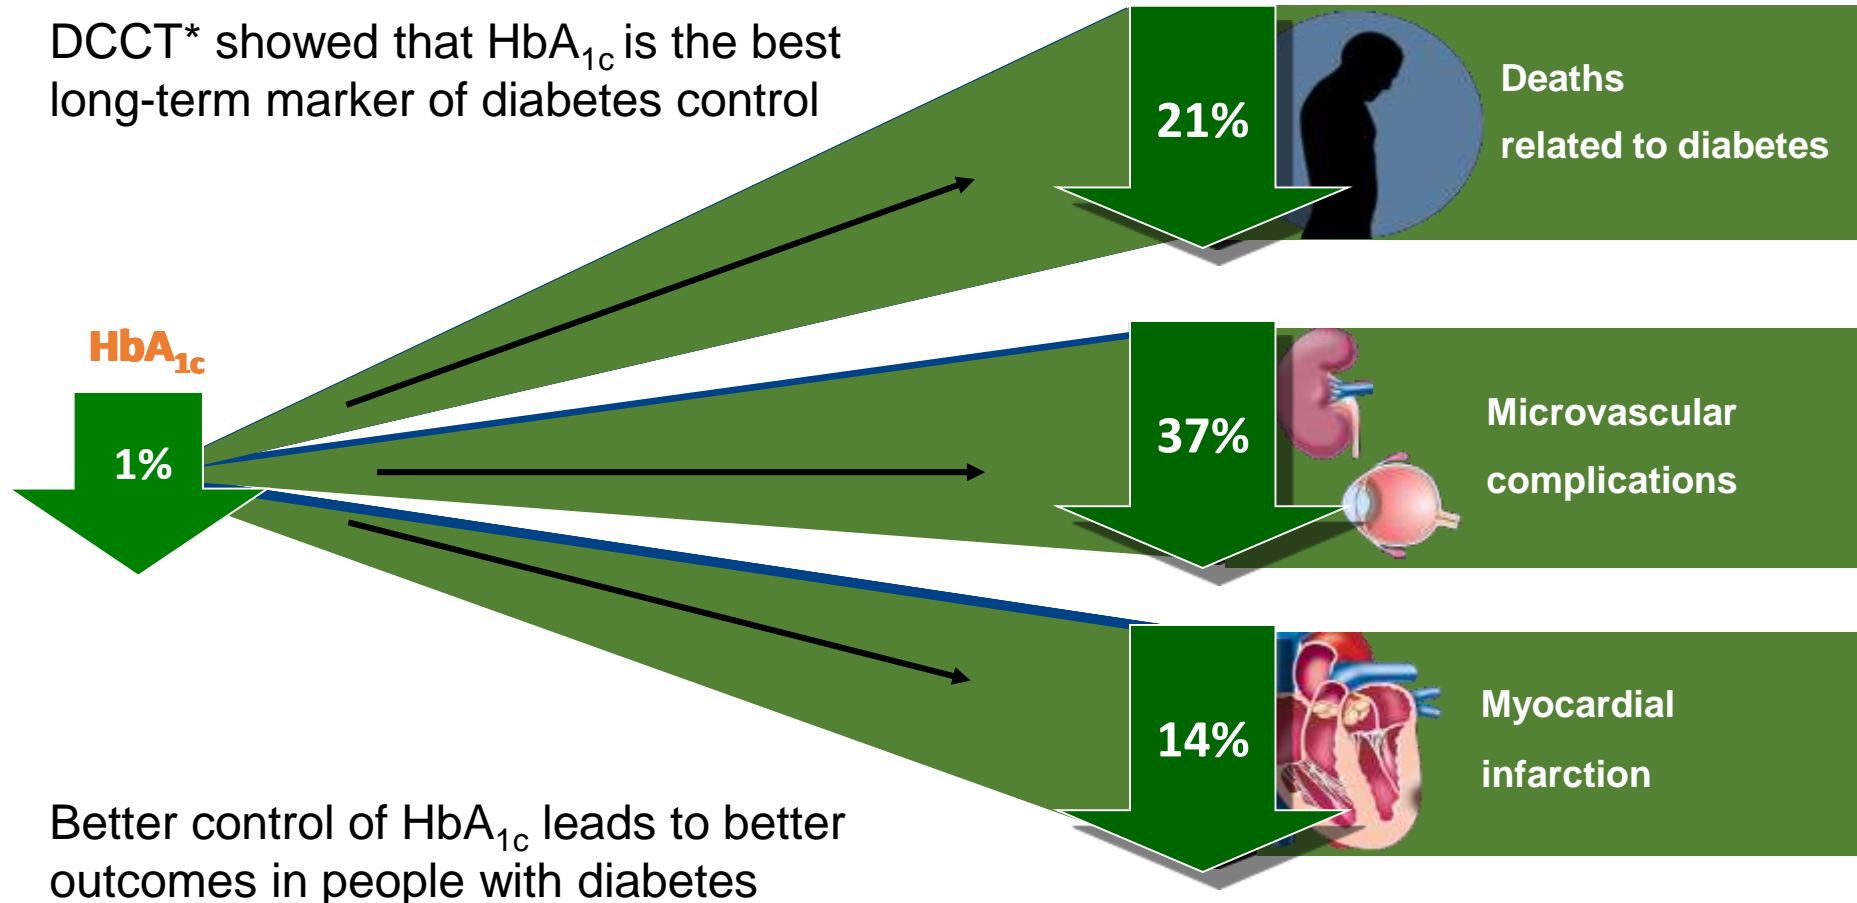 DCCT* showed that HbA1c is the best
long-term marker of diabetes control
21%
Deaths
related to diabetes
HbA1c
1%
37%
Microvascular
complications
14%
Myocardial
infarction
Better control of HbA1c leads to better
outcomes in people with diabetes